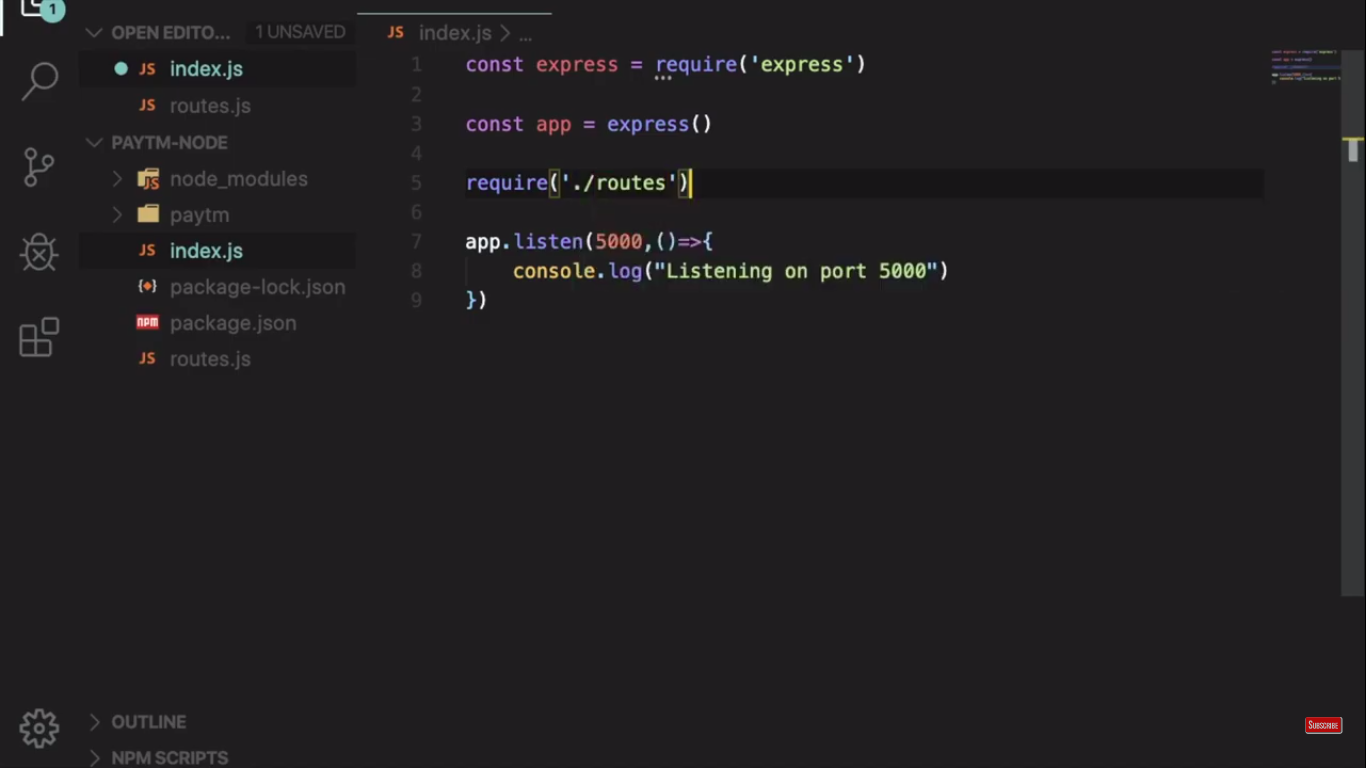 1
OPEN EDITO... 1 UNSAVED
JS index.js
JS routes.js
PAYTM-NODE
JS node_modules
paytm
JS index.js
package-lock.json
npm package.json
JS routes.js
OUTLINE
NPM SCRIPTS
JS index.js > ...
1 const express = require('express')
2
3 const app = express()
4
5 require('./routes')
6
7 app.listen(5000,()=>{
8 console.log("Listening on port 5000")
9 })
SUBSCRIBE